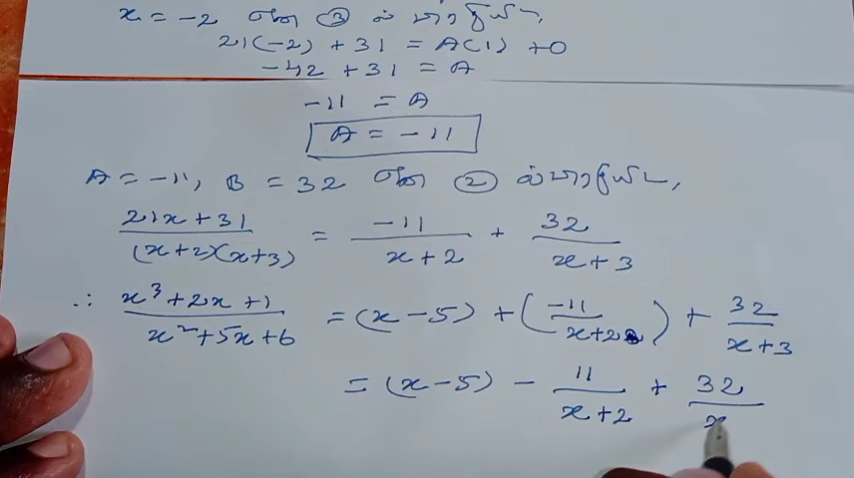 x = -2 என ③ ல் பிரதியிட,
21(-2) + 31 = A(1) + 0
-42 + 31 = A
-11 = A
A = -11
A = -11, B = 32 என ② ல் பிரதியிட,
21x + 31 / (x+2)(x+3) = -11 / x+2 + 32 / x+3
∴ x³+2x+1 / x²+5x+6 = (x-5) + (-11 / x+2) + 32 / x+3
= (x-5) - 11 / x+2 + 32 / x